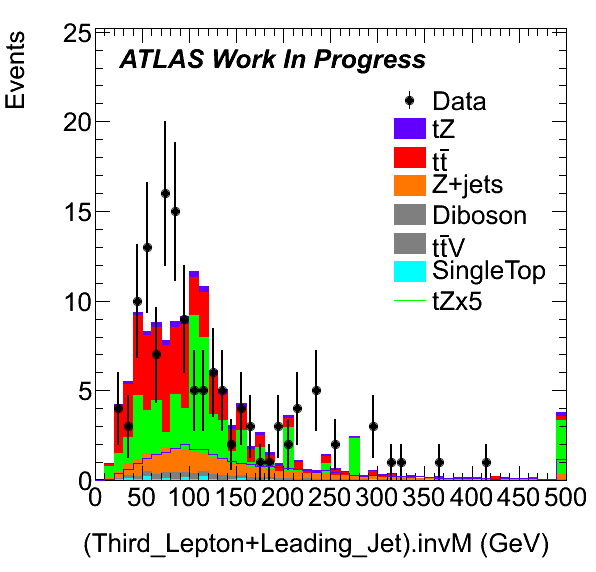 Events
25
ATLAS Work In Progress
Data
tZ
tt̄
Z+jets
Diboson
tt̄V
SingleTop
tZx5
20
15
10
5
0
0 50 100 150 200 250 300 350 400 450 500
(Third_Lepton+Leading_Jet).invM (GeV)